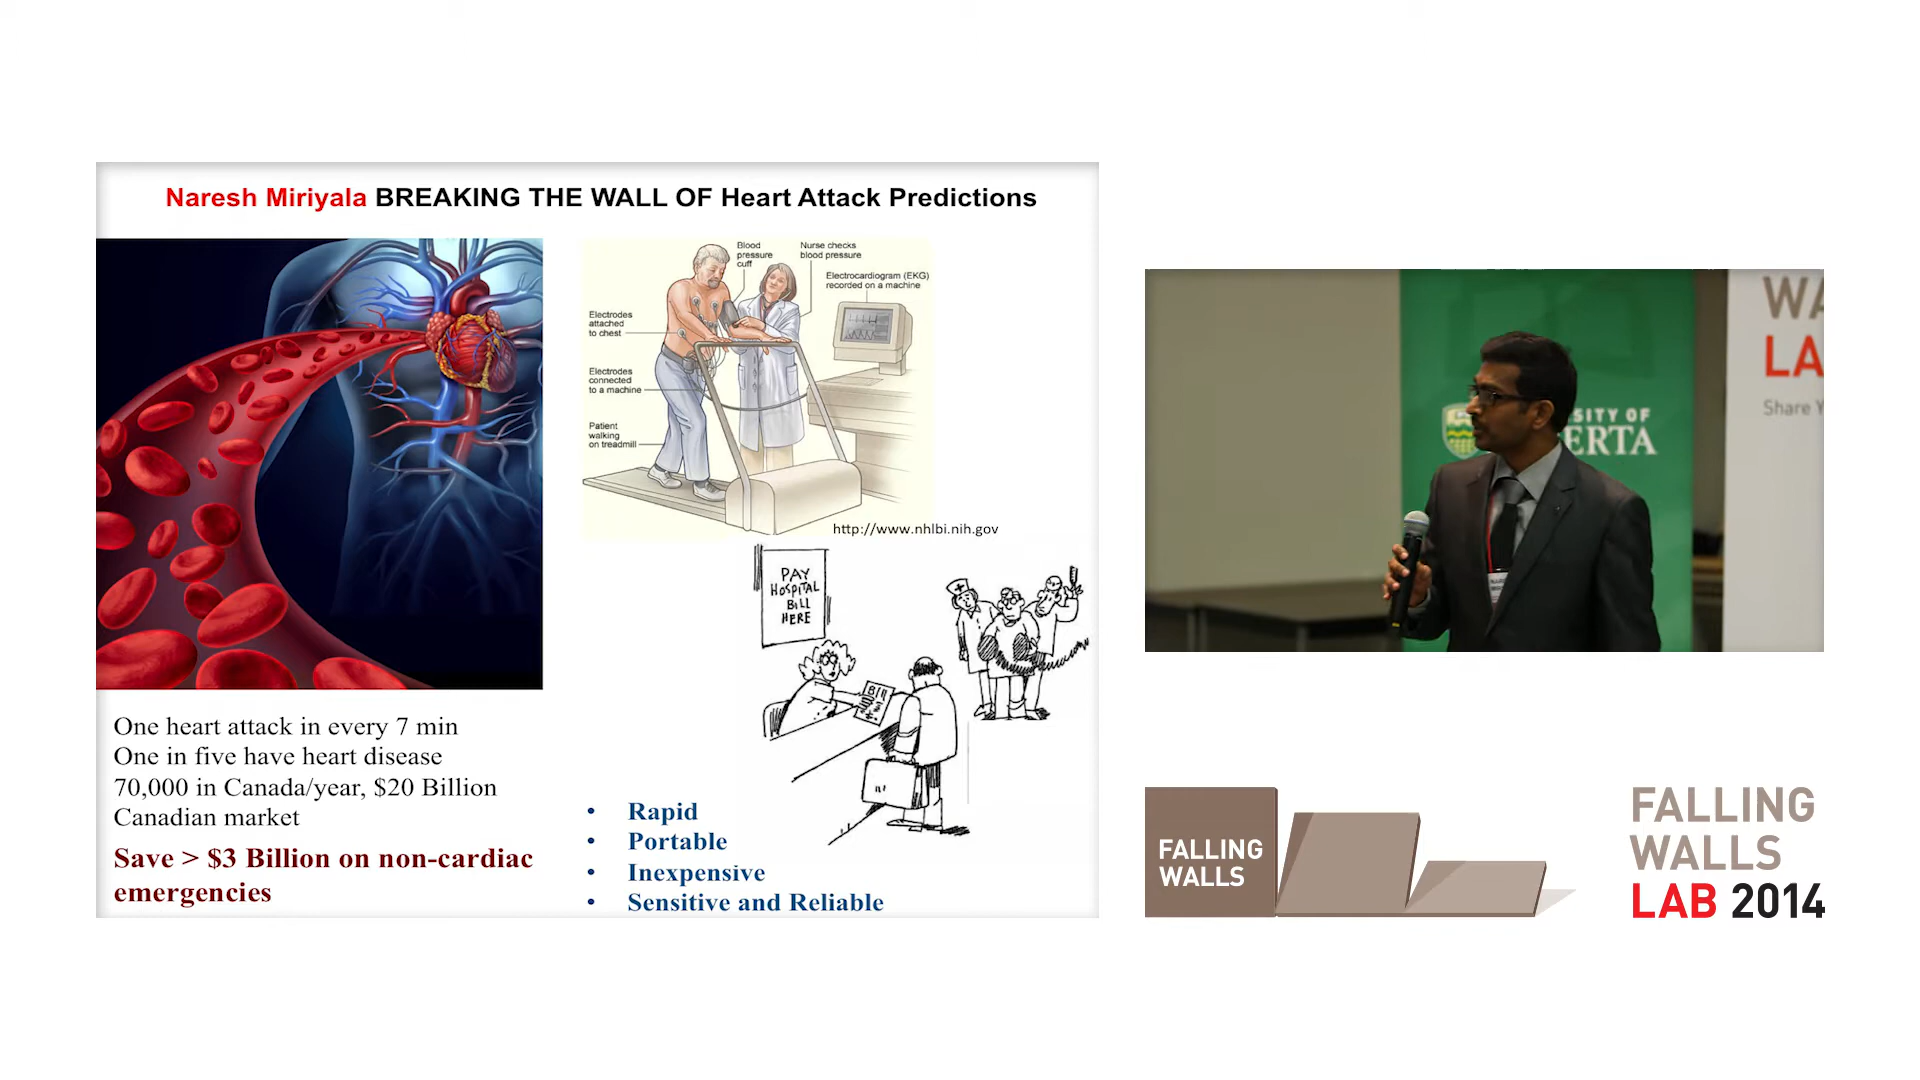 Naresh Miriyala BREAKING THE WALL OF Heart Attack Predictions
Blood
pressure
cuff
Nurse checks
blood pressure
Electrocardiogram (EKG)
recorded on a machine
Electrodes
attached
to chest
Electrodes
connected
to a machine
Patient
walking
on treadmill
http://www.nhlbi.nih.gov
PAY
HOSPITAL
BILL
HERE
Bill
One heart attack in every 7 min
One in five have heart disease
70,000 in Canada/year, $20 Billion
Canadian market
Save > $3 Billion on non-cardiac
emergencies
• Rapid
• Portable
• Inexpensive
• Sensitive and Reliable
WA
LA
Share Y
SITY OF
ERTA
FALLING
WALLS
FALLING
WALLS
LAB 2014